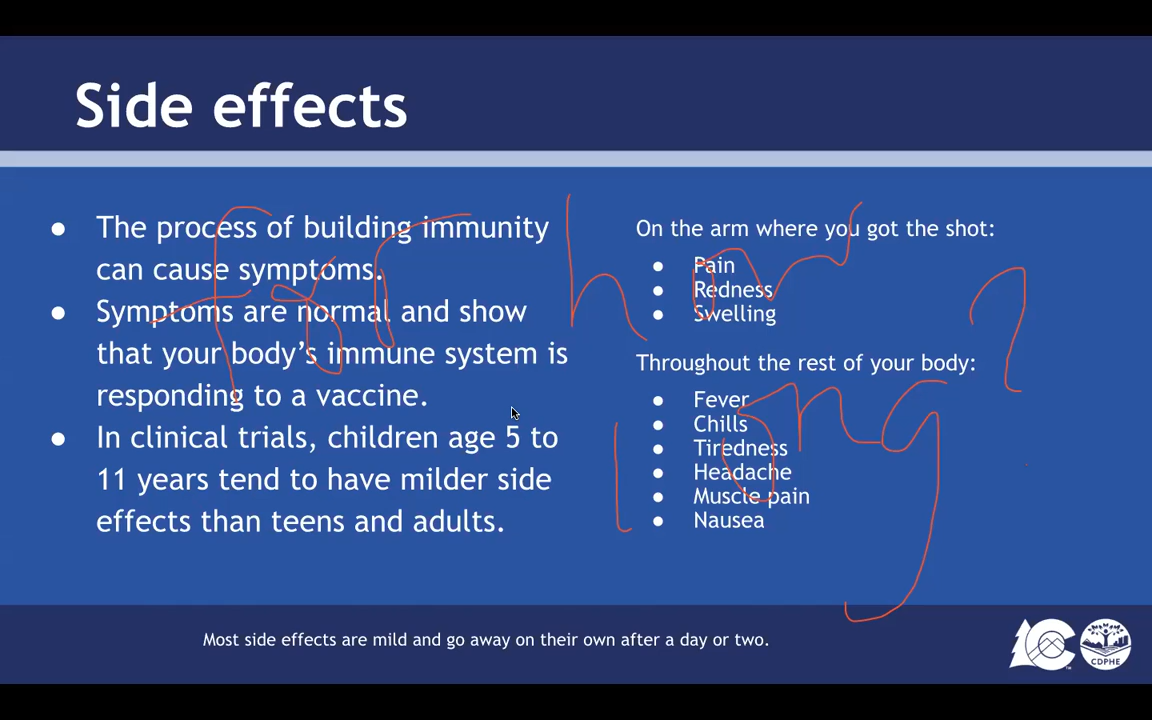 Side effects
● The process of building immunity
can cause symptoms.
● Symptoms are normal and show
that your body's immune system is
responding to a vaccine.
● In clinical trials, children age 5 to
11 years tend to have milder side
effects than teens and adults.
On the arm where you got the shot:
● Pain
● Redness
● Swelling
Throughout the rest of your body:
● Fever
● Chills
● Tiredness
● Headache
● Muscle pain
● Nausea
for how
long ?
Most side effects are mild and go away on their own after a day or two.
CDPHE